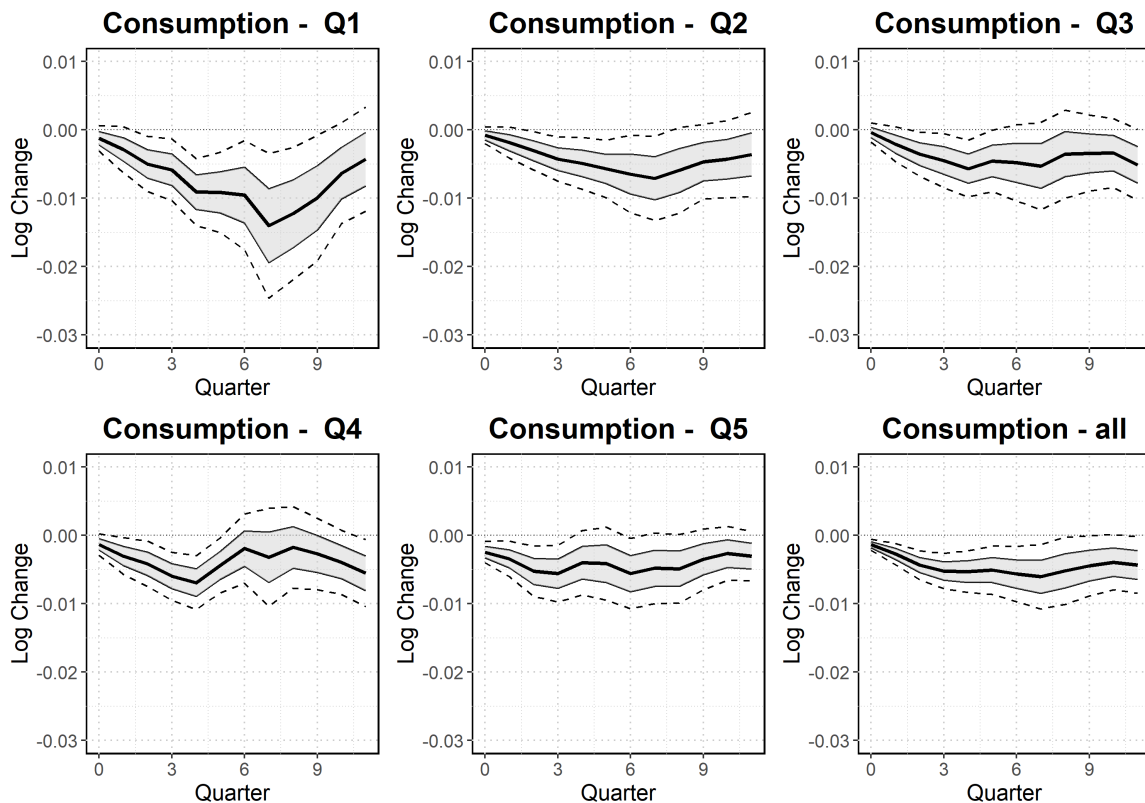 Consumption -  Q1
Consumption -  Q2
Consumption -  Q3
Log Change
0.01
0.00
-0.01
-0.02
-0.03
0 3 6 9
Quarter
Log Change
0.01
0.00
-0.01
-0.02
-0.03
0 3 6 9
Quarter
Log Change
0.01
0.00
-0.01
-0.02
-0.03
0 3 6 9
Quarter
Consumption -  Q4
Consumption -  Q5
Consumption - all
Log Change
0.01
0.00
-0.01
-0.02
-0.03
0 3 6 9
Quarter
Log Change
0.01
0.00
-0.01
-0.02
-0.03
0 3 6 9
Quarter
Log Change
0.01
0.00
-0.01
-0.02
-0.03
0 3 6 9
Quarter